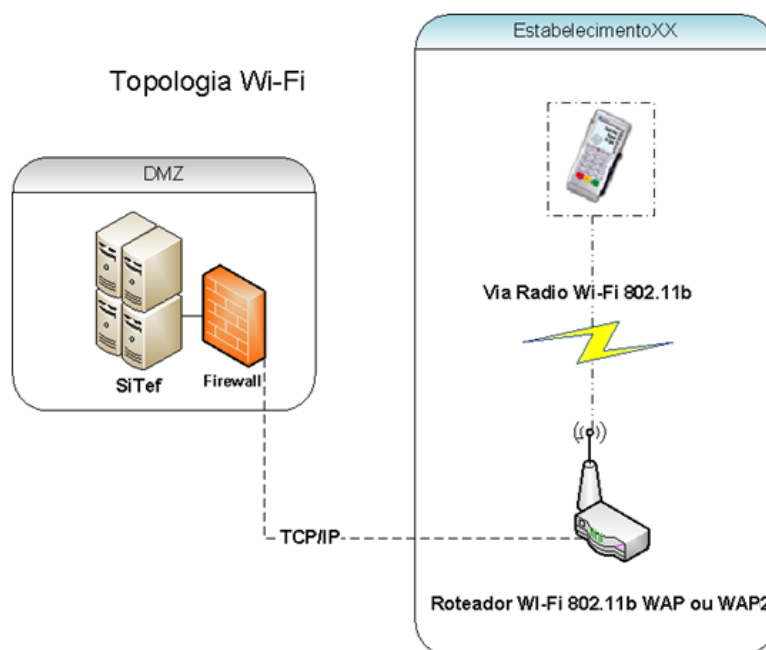 EstabelecimentoXX
Topologia Wi-Fi
DMZ
Via Radio Wi-Fi 802.11b
SiTef
Firewall
TCP/IP
Roteador WI-Fi 802.11b WAP ou WAP2